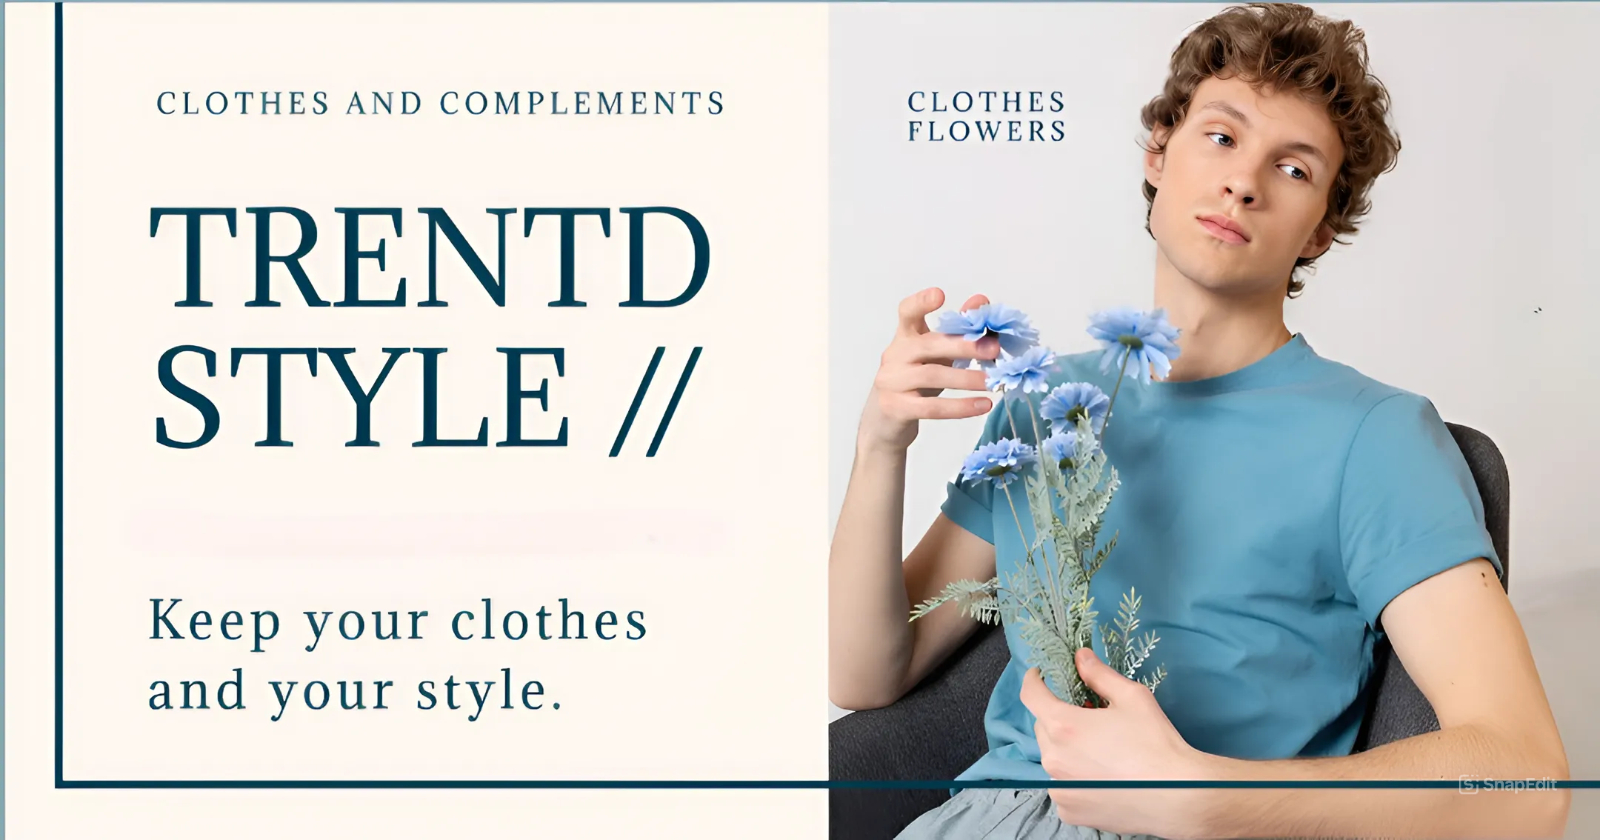 CLOTHES AND COMPLEMENTS
TRENTD
STYLE //
Keep your clothes
and your style.
CLOTHES
FLOWERS
SnapEdit